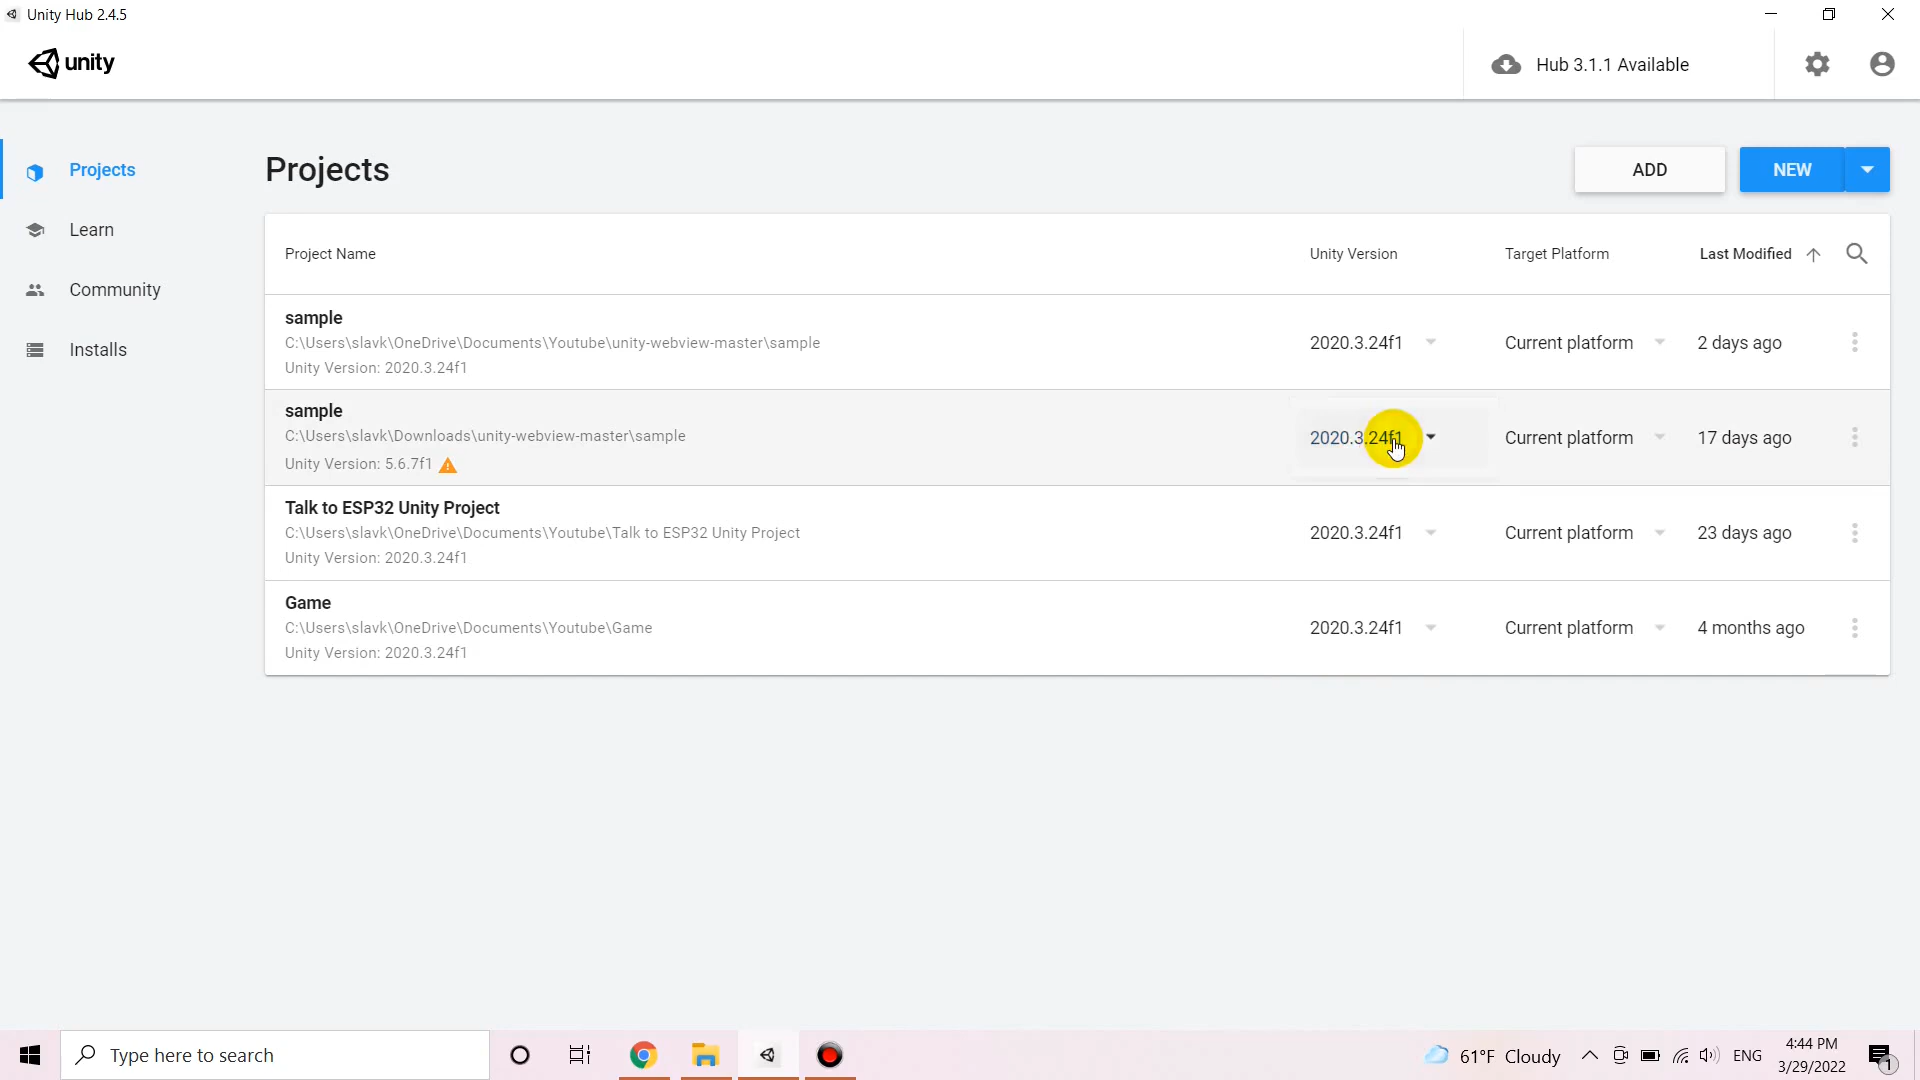 Unity Hub 2.4.5
unity
Hub 3.1.1 Available
Projects
Learn
Community
Installs
Projects
ADD
NEW
Project Name
Unity Version
Target Platform
Last Modified
sample
C:\Users\slavk\OneDrive\Documents\Youtube\unity-webview-master\sample
Unity Version: 2020.3.24f1
2020.3.24f1
Current platform
2 days ago
sample
C:\Users\slavk\Downloads\unity-webview-master\sample
Unity Version: 5.6.7f1
2020.3.24f1
Current platform
17 days ago
Talk to ESP32 Unity Project
C:\Users\slavk\OneDrive\Documents\Youtube\Talk to ESP32 Unity Project
Unity Version: 2020.3.24f1
2020.3.24f1
Current platform
23 days ago
Game
C:\Users\slavk\OneDrive\Documents\Youtube\Game
Unity Version: 2020.3.24f1
2020.3.24f1
Current platform
4 months ago
Type here to search
61°F Cloudy
ENG
4:44 PM
3/29/2022
1